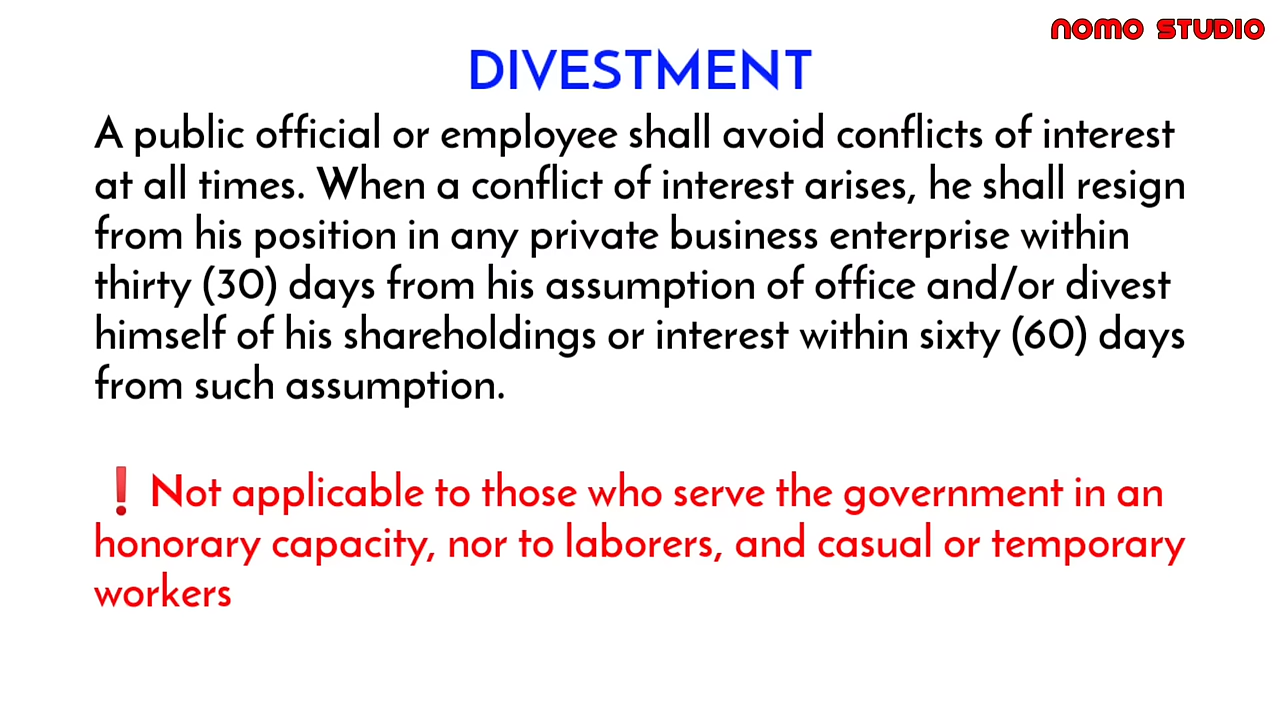 NOMO STUDIO
DIVESTMENT
A public official or employee shall avoid conflicts of interest
at all times. When a conflict of interest arises, he shall resign
from his position in any private business enterprise within
thirty (30) days from his assumption of office and/or divest
himself of his shareholdings or interest within sixty (60) days
from such assumption.
❗Not applicable to those who serve the government in an
honorary capacity, nor to laborers, and casual or temporary
workers